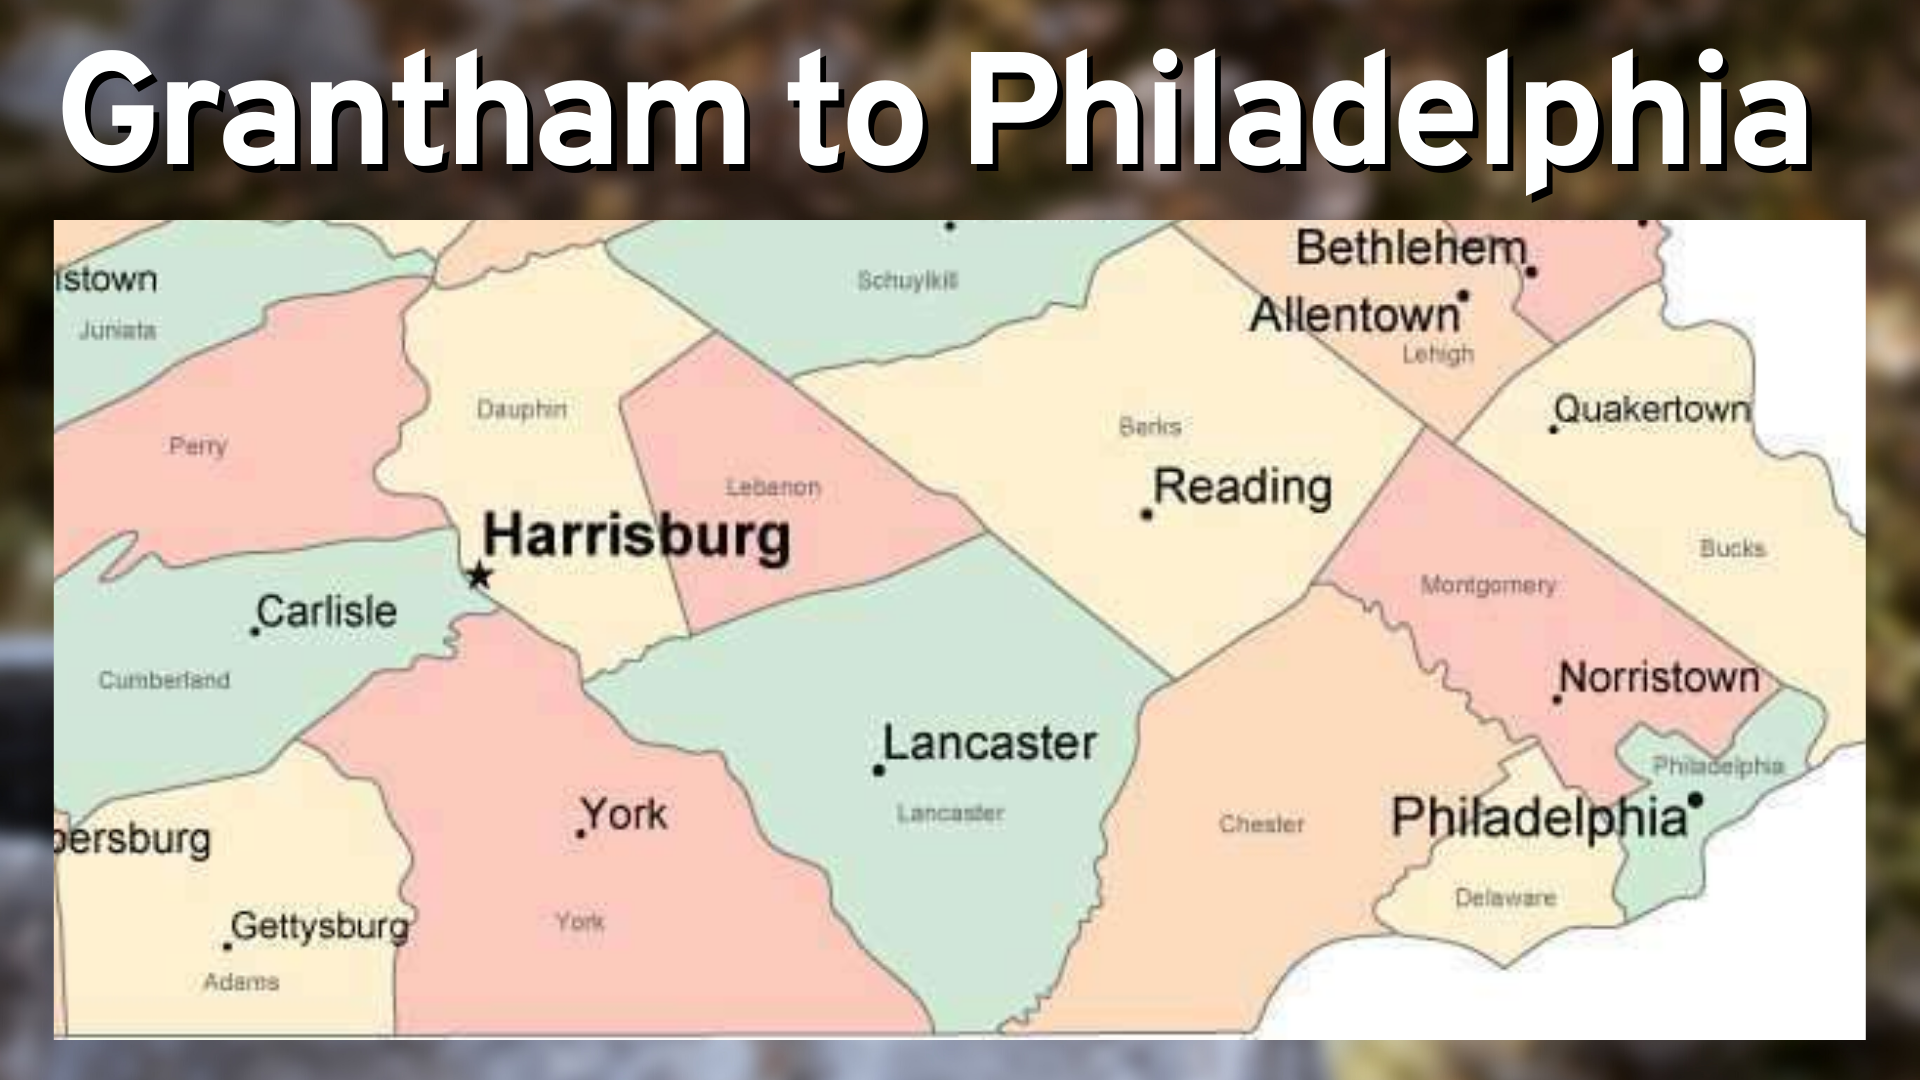 Grantham to Philadelphia
istown
Juniata
Schuylkill
Bethlehem
Allentown
Lehigh
Quakertown
Dauphin
Perry
Berks
Lebanon
Reading
Harrisburg
Bucks
Montgomery
Carlisle
Cumberland
Norristown
Lancaster
Philadelphia
York
Lancaster
Chester
Philadelphia
bersburg
Delaware
Gettysburg
York
Adams